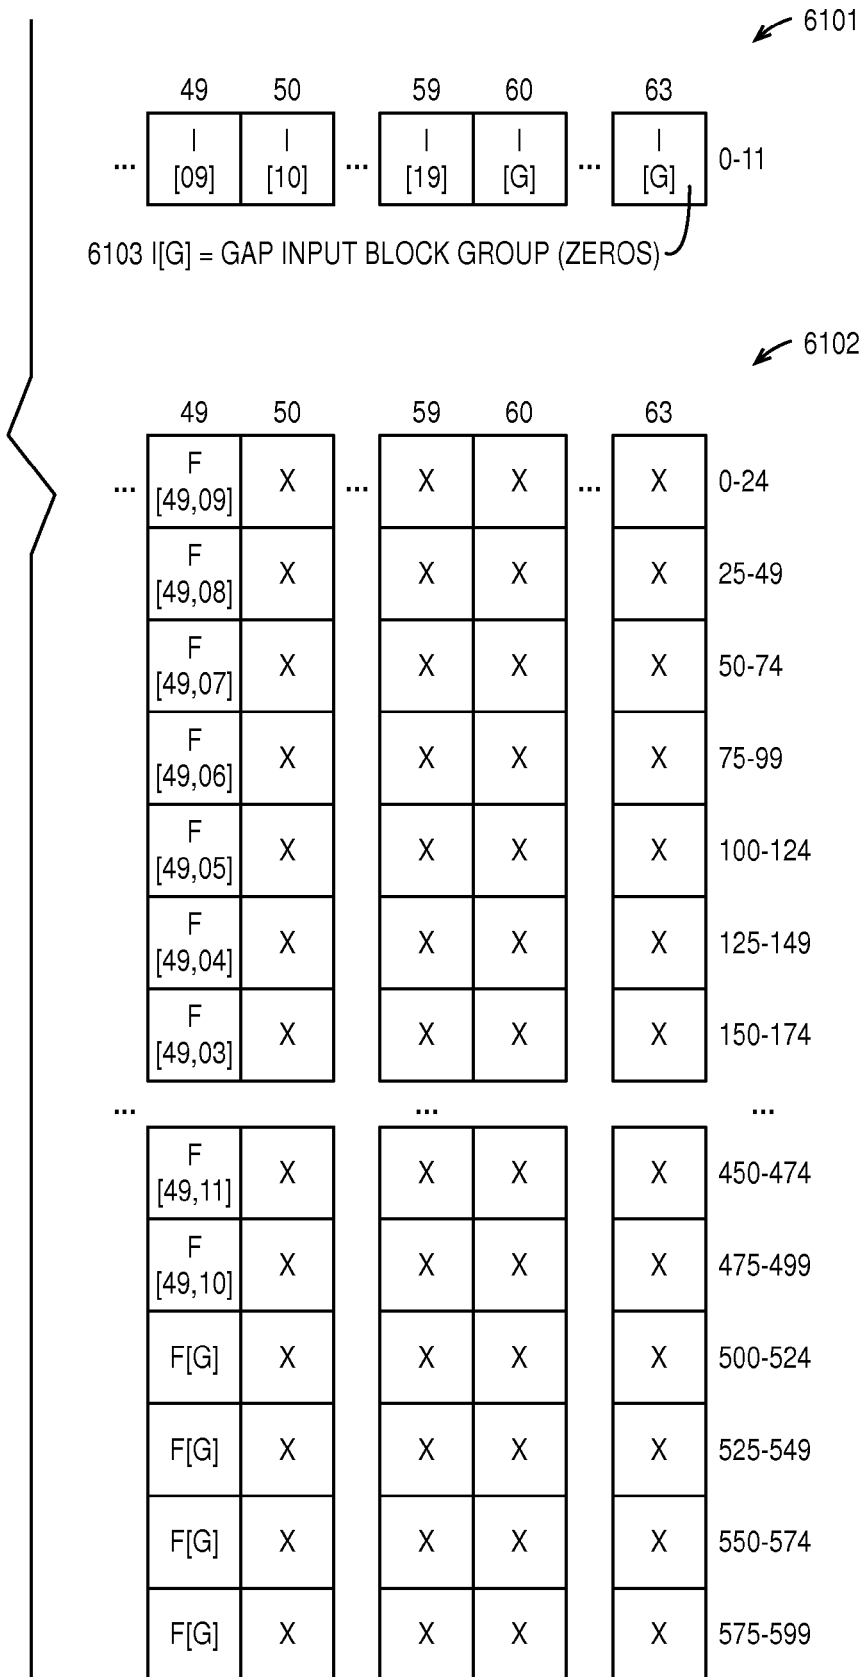 6101
49 50 59 60 63
... I [09] I [10] ... I [19] I [G] ... I [G] 0-11
6103 I[G] = GAP INPUT BLOCK GROUP (ZEROS)
6102
49 50 59 60 63
... F [49,09] X ... X X ... X 0-24
F [49,08] X X X X 25-49
F [49,07] X X X X 50-74
F [49,06] X X X X 75-99
F [49,05] X X X X 100-124
F [49,04] X X X X 125-149
F [49,03] X X X X 150-174
... ... ...
F [49,11] X X X X 450-474
F [49,10] X X X X 475-499
F[G] X X X X 500-524
F[G] X X X X 525-549
F[G] X X X X 550-574
F[G] X X X X 575-599